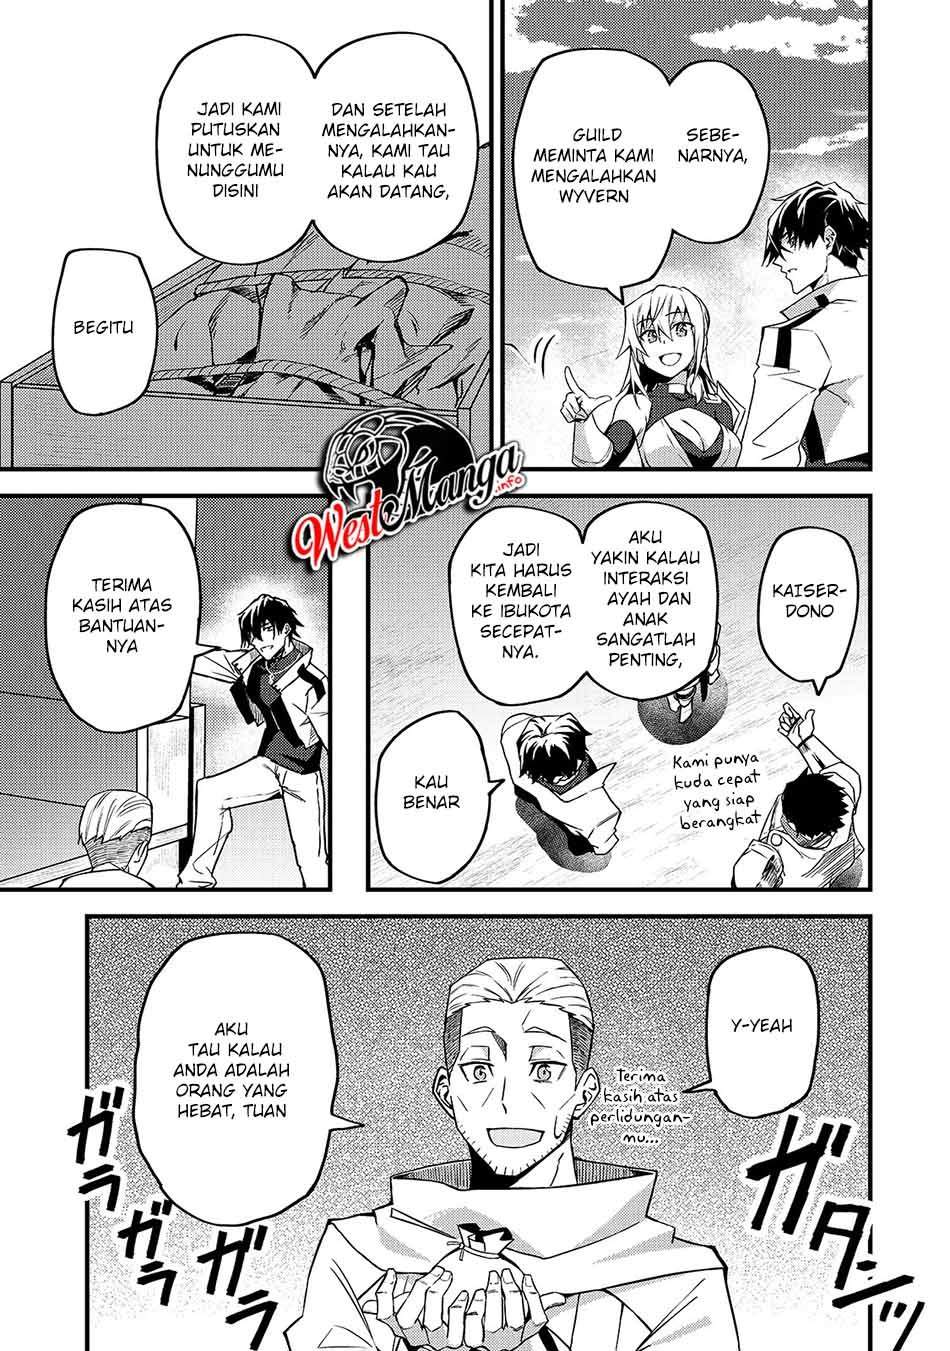 SEBE-
NARNYA,
GUILD
MEMINTA KAMI
MENGALAHKAN
WYVERN
DAN SETELAH
MENGALAHKAN-
NYA, KAMI TAU
KALAU KAU
AKAN DATANG,
JADI KAMI
PUTUSKAN
UNTUK ME-
NUNGGUMU
DISINI
BEGITU
WESTMANGA
.info
KAISER-
DONO
AKU
YAKIN KALAU
INTERAKSI
AYAH DAN
ANAK
SANGATLAH
PENTING,
JADI
KITA HARUS
KEMBALI
KE IBUKOTA
SECEPAT-
NYA.
Kami punya
kuda cepat
yang siap
berangkat
KAU
BENAR
TERIMA
KASIH ATAS
BANTUAN-
NYA
Y-YEAH
Terima
kasih atas
perlidungan-
mu...
AKU
TAU KALAU
ANDA ADALAH
ORANG YANG
HEBAT, TUAN
ガタンッ
ガラ
ガラガラ